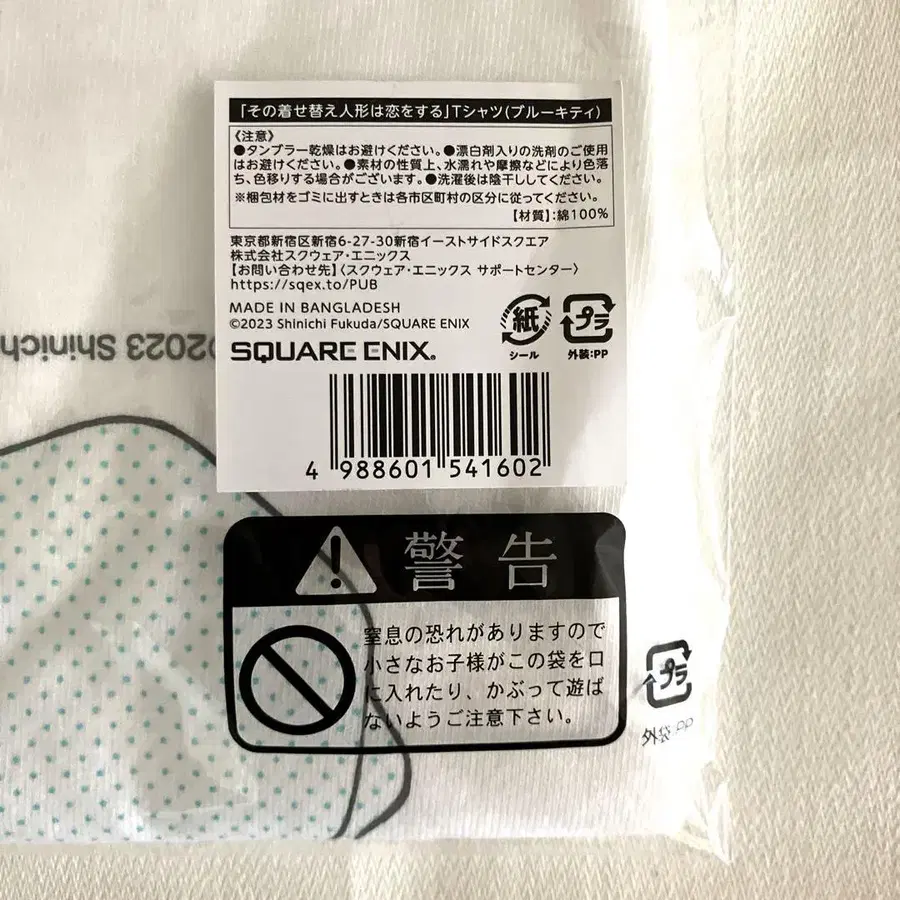 「その着せ替え人形は恋をする」Tシャツ(ブルーキティ)
《注意》
●タンブラー乾燥はお避けください。●漂白剤入りの洗剤のご使用
はお避けください。●素材の性質上、水濡れや摩擦などにより色落
ち、色移りする場合がございます。●洗濯後は陰干ししてください。
※梱包材をゴミに出すときは各市区町村の区分に従ってください。
【材質】:綿100%
東京都新宿区新宿6-27-30新宿イーストサイドスクエア
株式会社スクウェア・エニックス
【お問い合わせ先】〈スクウェア・エニックス サポートセンター〉
https://sqex.to/PUB
MADE IN BANGLADESH
©2023 Shinichi Fukuda/SQUARE ENIX
SQUARE ENIX®
紙
シール
プラ
外装:PP
4 988601 541602
2023 Shinich
警告
窒息の恐れがありますので
小さなお子様がこの袋を口
に入れたり、かぶって遊ば
ないようご注意下さい。
プラ
外袋:PP